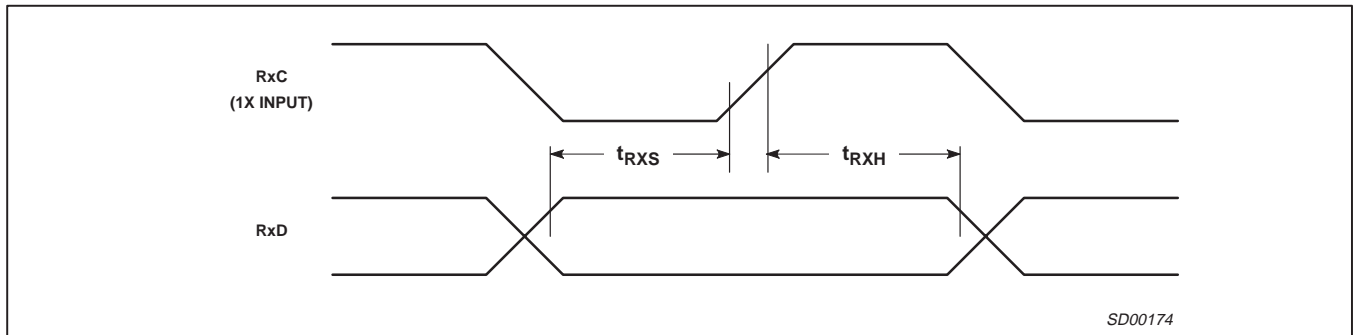 RxC
(1X INPUT)
tRXS
tRXH
RxD
SD00174